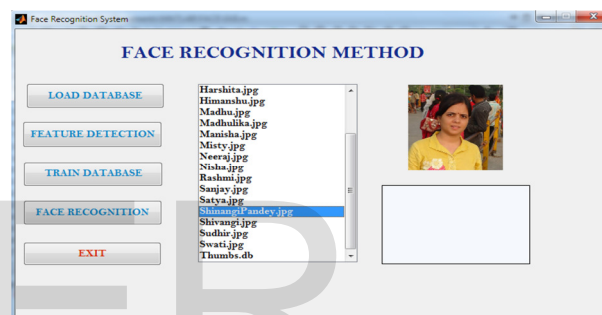 Face Recognition System
FACE RECOGNITION METHOD
LOAD DATABASE
FEATURE DETECTION
TRAIN DATABASE
FACE RECOGNITION
EXIT
Harshita.jpg
Himanshu.jpg
Madhu.jpg
Madhulika.jpg
Manisha.jpg
Misty.jpg
Neeraj.jpg
Nisha.jpg
Rashmi.jpg
Sanjay.jpg
Satya.jpg
ShinangiPandey.jpg
Shivangi.jpg
Sudhir.jpg
Swati.jpg
Thumbs.db